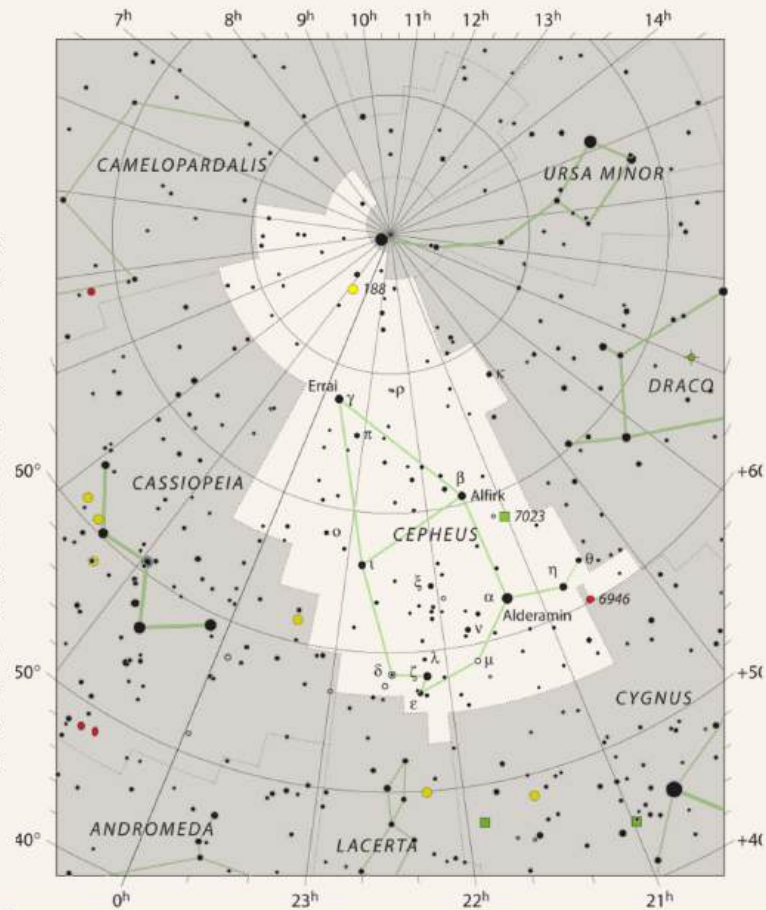 7h 8h 9h 10h 11h 12h 13h 14h
CAMELOPARDALIS
URSA MINOR
188
κ
DRACO
Errai γ
ρ
π
60°
+60
CASSIOPEIA
β
Alfirk
7023
ο
CEPHEUS
ι
ξ
η
θ
α
6946
Alderamin
ν
δ
ζ
λ
μ
ε
50°
+50
CYGNUS
ANDROMEDA
LACERTA
40°
+40
0h 23h 22h 21h